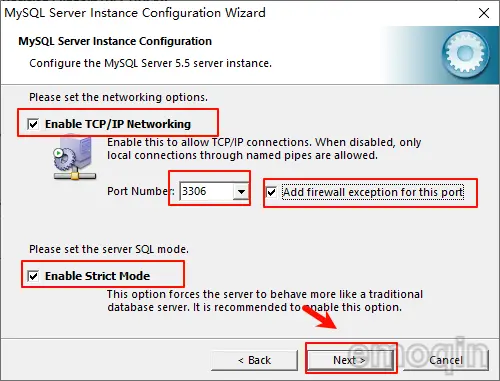 MySQL Server Instance Configuration Wizard
MySQL Server Instance Configuration
Configure the MySQL Server 5.5 server instance.
Please set the networking options.
Enable TCP/IP Networking
Enable this to allow TCP/IP connections. When disabled, only
local connections through named pipes are allowed.
Port Number: 3306 Add firewall exception for this port
Please set the server SQL mode.
Enable Strict Mode
This option forces the server to behave more like a traditional
database server. It is recommended to enable this option.
< Back Next > Cancel
emoqin